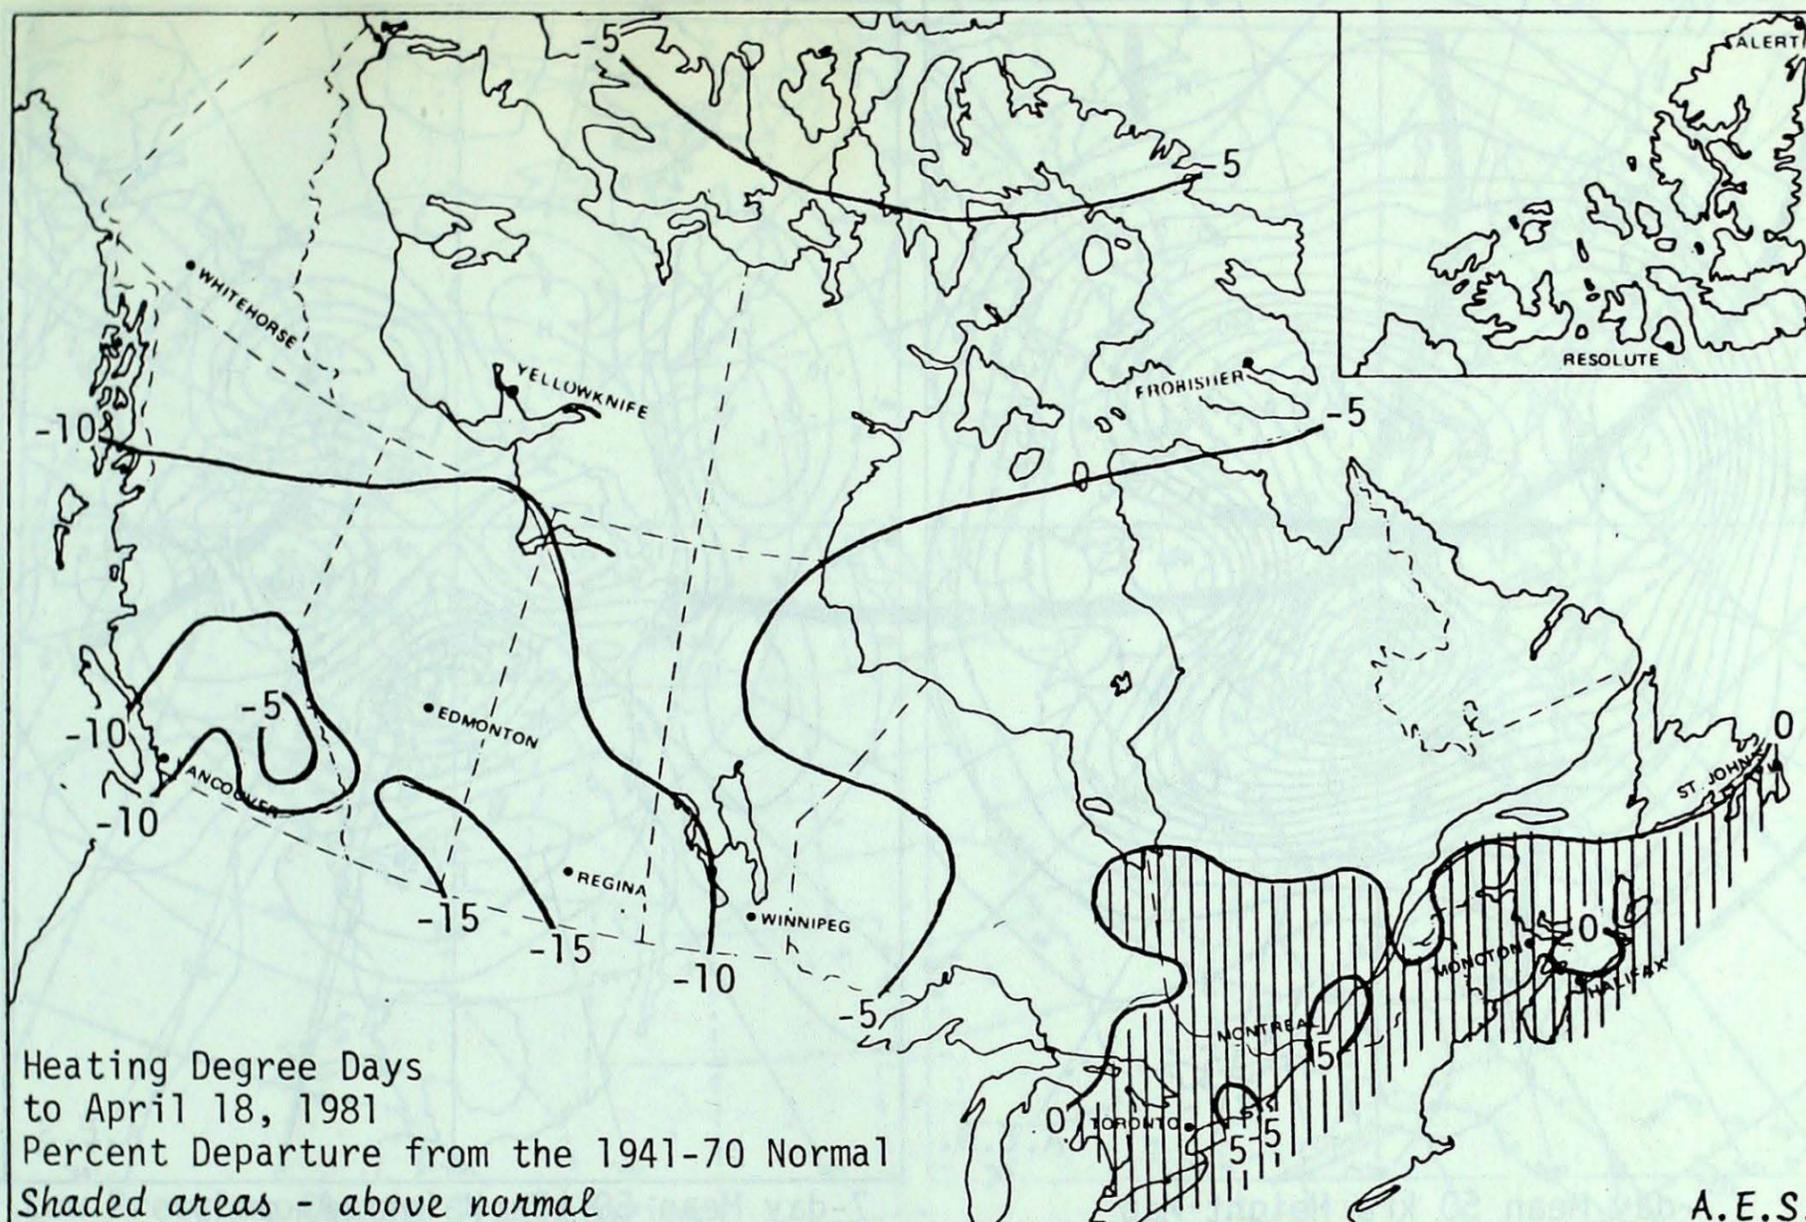 -5
ALERT
-5
WHITEHORSE
RESOLUTE
YELLOWKNIFE
FROBISHER
-5
-10
-5
-10
EDMONTON
0
ST. JOHN'S
VANCOUVER
-10
REGINA
-15
WINNIPEG
0
-15
MONCTON
-10
HALIFAX
-5
MONTREAL
5
Heating Degree Days
to April 18, 1981
0
TORONTO
5
-5
Percent Departure from the 1941-70 Normal
Shaded areas - above normal
A.E.S.